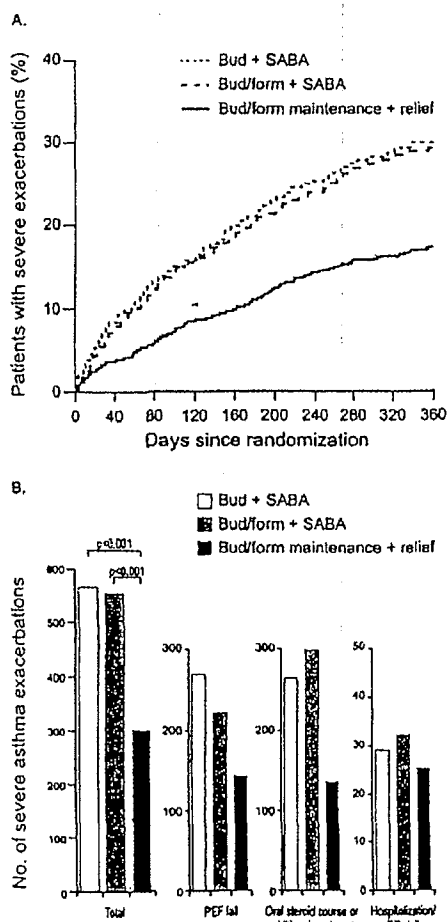 A.
Bud + SABA
Bud/form + SABA
Bud/form maintenance + relief
Patients with severe exacerbations (%)
40
30
20
10
0
0 40 80 120 160 200 240 280 320 360
Days since randomization
B.
Bud + SABA
Bud/form + SABA
Bud/form maintenance + relief
No. of severe asthma exacerbations
p<0.001
p<0.001
600
500
400
300
200
100
0
Total
300
200
100
0
PEF fall
300
200
100
0
Oral steroid course or
50
40
30
20
10
0
Hospitalization/